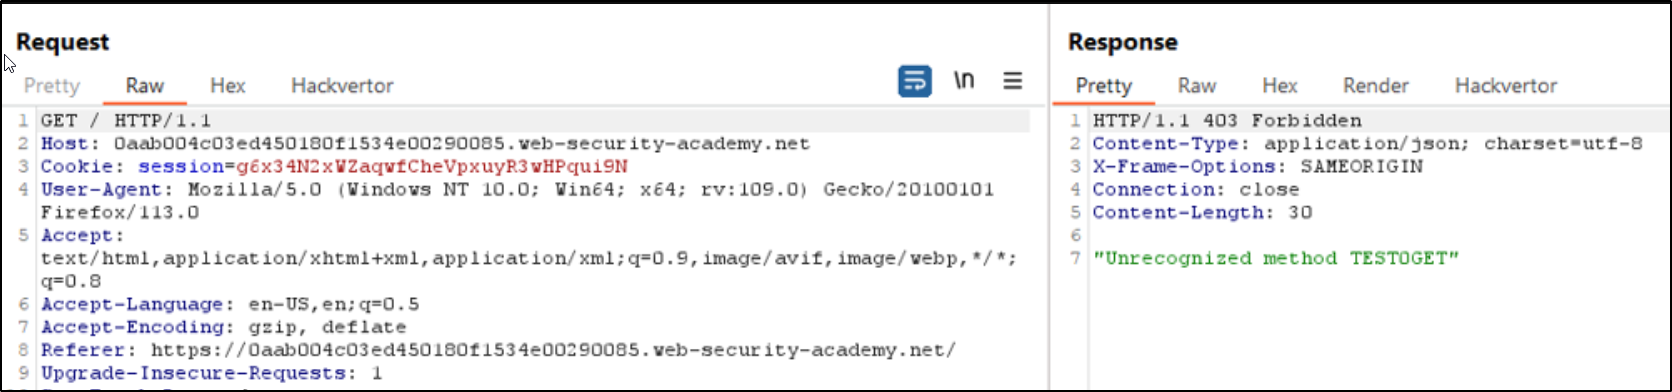 Request
Pretty Raw Hex Hackvertor \n
1 GET / HTTP/1.1
2 Host: 0aab004c03ed450180f1534e00290085.web-security-academy.net
3 Cookie: session=g6x34N2xWZaqwfCheVpxuyR3wHPqui9N
4 User-Agent: Mozilla/5.0 (Windows NT 10.0; Win64; x64; rv:109.0) Gecko/20100101
Firefox/113.0
5 Accept:
text/html,application/xhtml+xml,application/xml;q=0.9,image/avif,image/webp,*/*;
q=0.8
6 Accept-Language: en-US,en;q=0.5
7 Accept-Encoding: gzip, deflate
8 Referer: https://0aab004c03ed450180f1534e00290085.web-security-academy.net/
9 Upgrade-Insecure-Requests: 1
Response
Pretty Raw Hex Render Hackvertor
1 HTTP/1.1 403 Forbidden
2 Content-Type: application/json; charset=utf-8
3 X-Frame-Options: SAMEORIGIN
4 Connection: close
5 Content-Length: 30
6
7 "Unrecognized method TEST0GET"